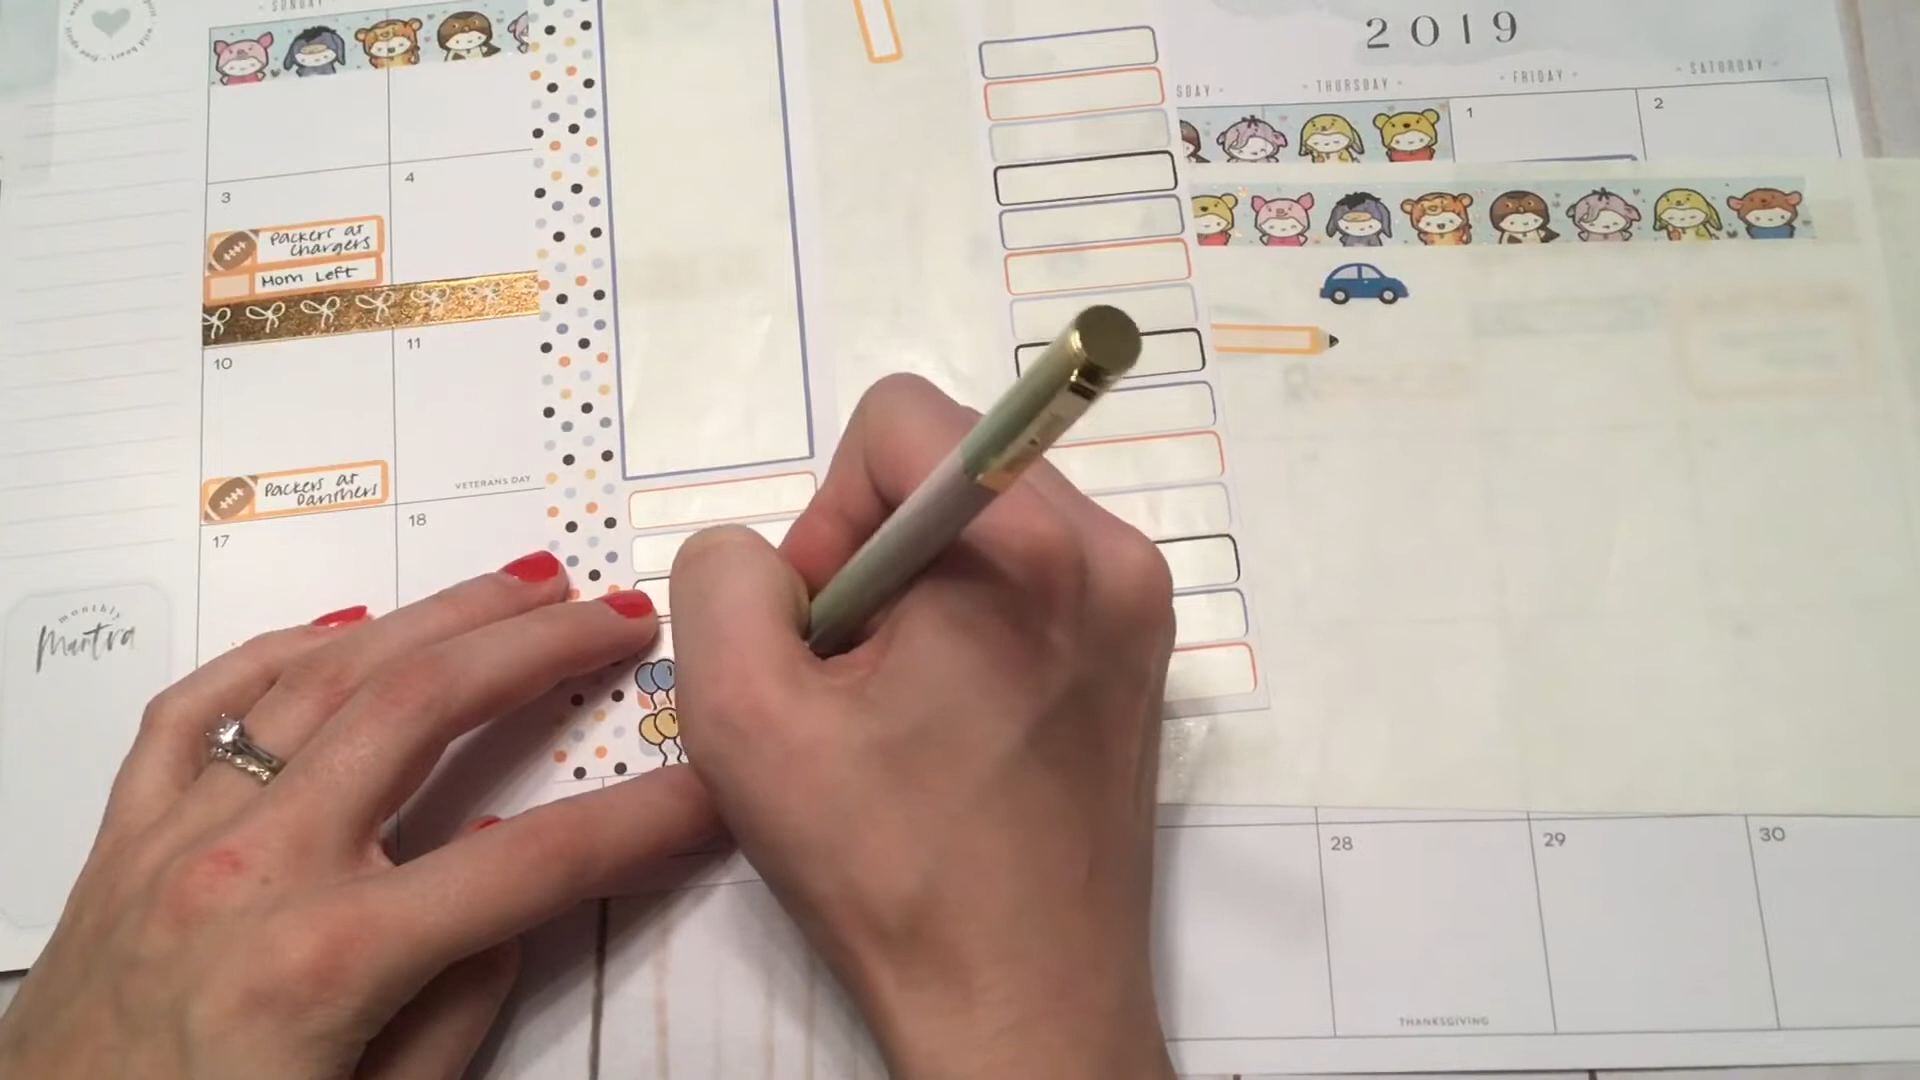 SUNDAY
2019
THURSDAY
FRIDAY
SATURDAY
1
2
3
4
Packers at
Chargers
Mom Left
10
11
Packers at
Panthers
VETERANS DAY
17
18
monthly
Mantra
28
29
30
THANKSGIVING